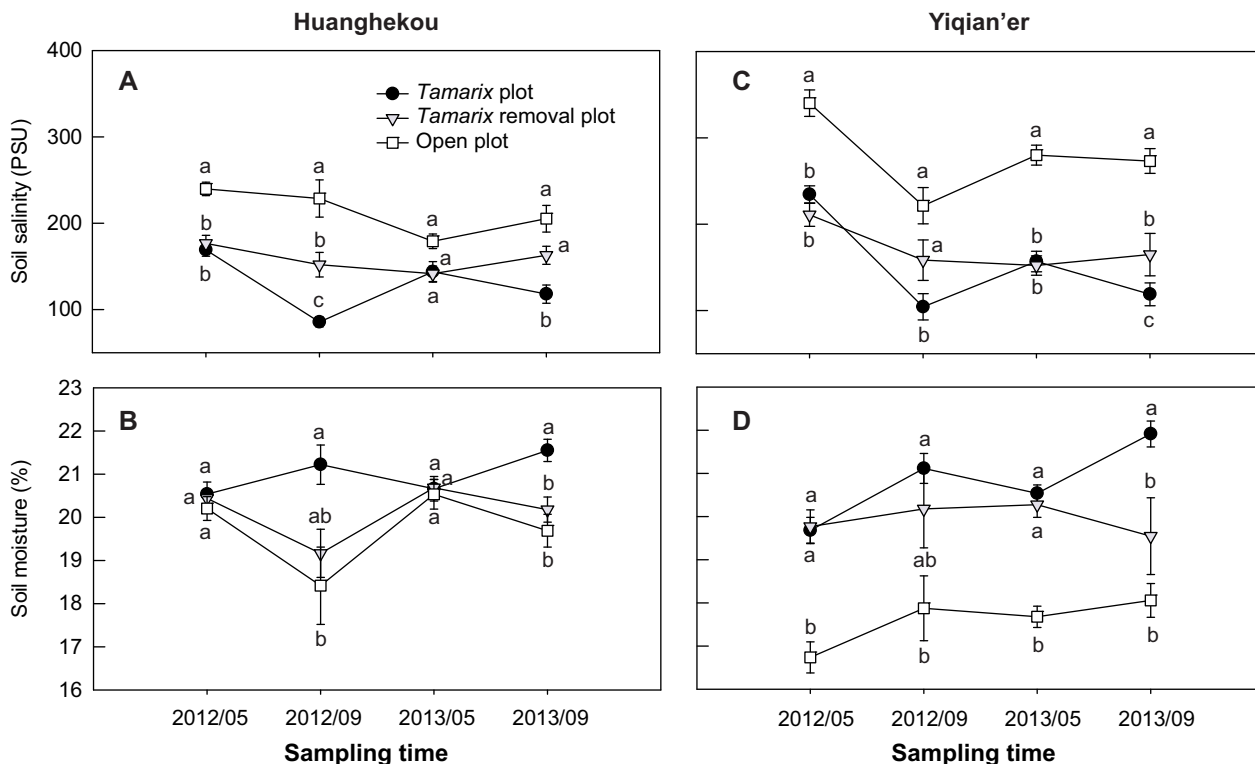 Huanghekou
Yiqian’er
400
300
200
100
Soil salinity (PSU)
A
Tamarix plot
Tamarix removal plot
Open plot
a
a
a
a
b
b
a
a
b
c
a
b
C
a
a
a
a
b
a
b
b
b
b
b
c
23
22
21
20
19
18
17
16
Soil moisture (%)
B
a
a
a
a
a
a
b
ab
a
a
b
b
D
a
a
a
a
b
a
a
ab
b
b
b
b
2012/05 2012/09 2013/05 2013/09
2012/05 2012/09 2013/05 2013/09
Sampling time
Sampling time